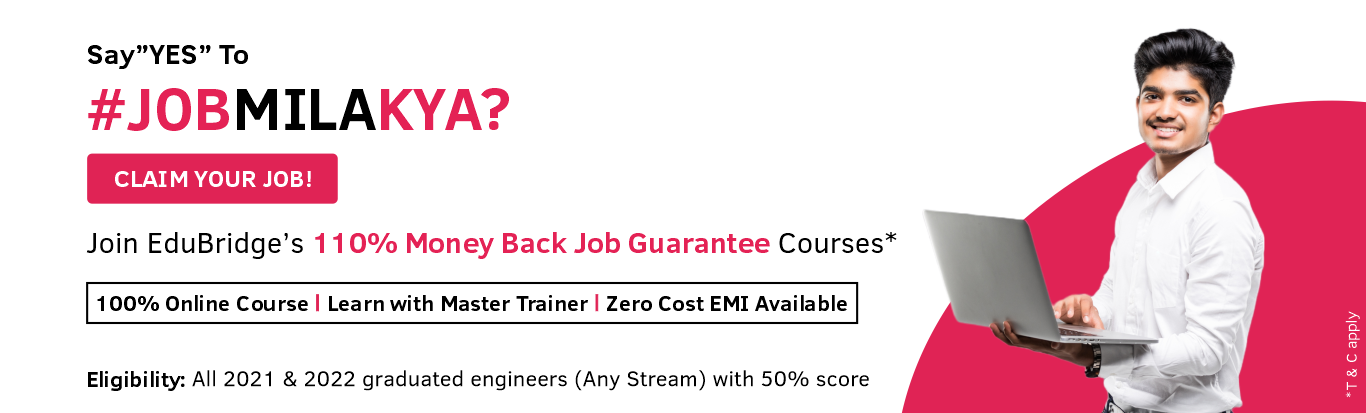 Say”YES” To
#JOBMILAKYA?
CLAIM YOUR JOB!
Join EduBridge’s 110% Money Back Job Guarantee Courses*
100% Online Course | Learn with Master Trainer | Zero Cost EMI Available
Eligibility: All 2021 & 2022 graduated engineers (Any Stream) with 50% score
*T & C apply